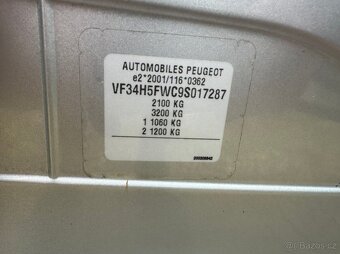 AUTOMOBILES PEUGEOT
e2*2001/116*0362
VF34H5FWC9S017287
2100 KG
3200 KG
1 1060 KG
2 1200 KG